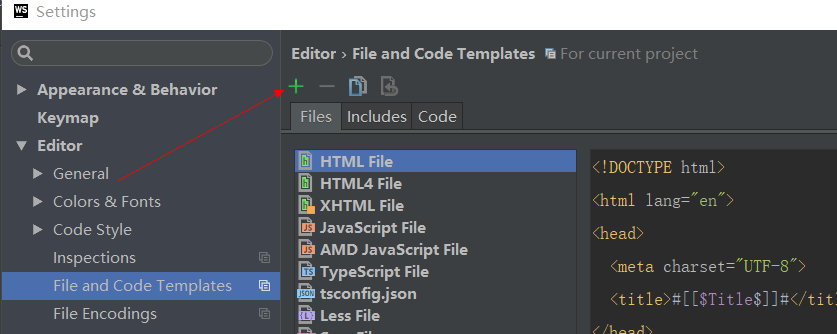 WS Settings
Editor › File and Code Templates For current project
Appearance & Behavior
Keymap
Editor
General
Colors & Fonts
Code Style
Inspections
File and Code Templates
File Encodings
Files Includes Code
HTML File
HTML4 File
XHTML File
JavaScript File
AMD JavaScript File
TypeScript File
tsconfig.json
Less File
<!DOCTYPE html>
<html lang="en">
<head>
<meta charset="UTF-8">
<title>#[[$Title$]]#</tit
</head>